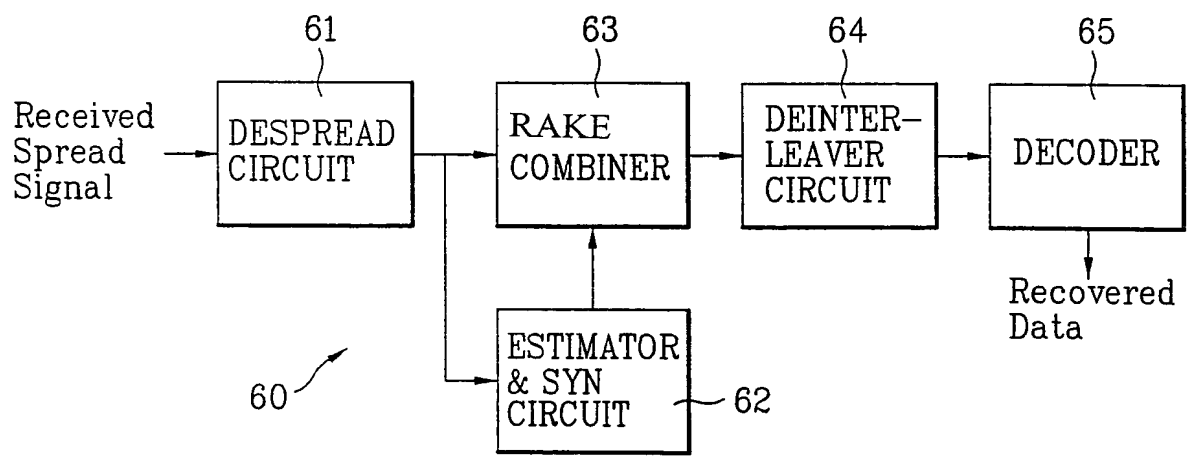 61
63
64
65
Received
Spread
Signal
DESPREAD
CIRCUIT
RAKE
COMBINER
DEINTER-
LEAVER
CIRCUIT
DECODER
Recovered
Data
ESTIMATOR
& SYN
CIRCUIT
60
62